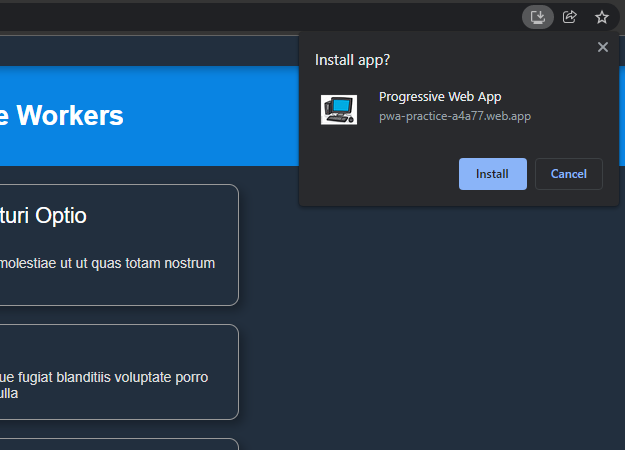 Install app?
Progressive Web App
pwa-practice-a4a77.web.app
Install
Cancel
e Workers
turi Optio
molestiae ut ut quas totam nostrum
ue fugiat blanditiis voluptate porro
ulla